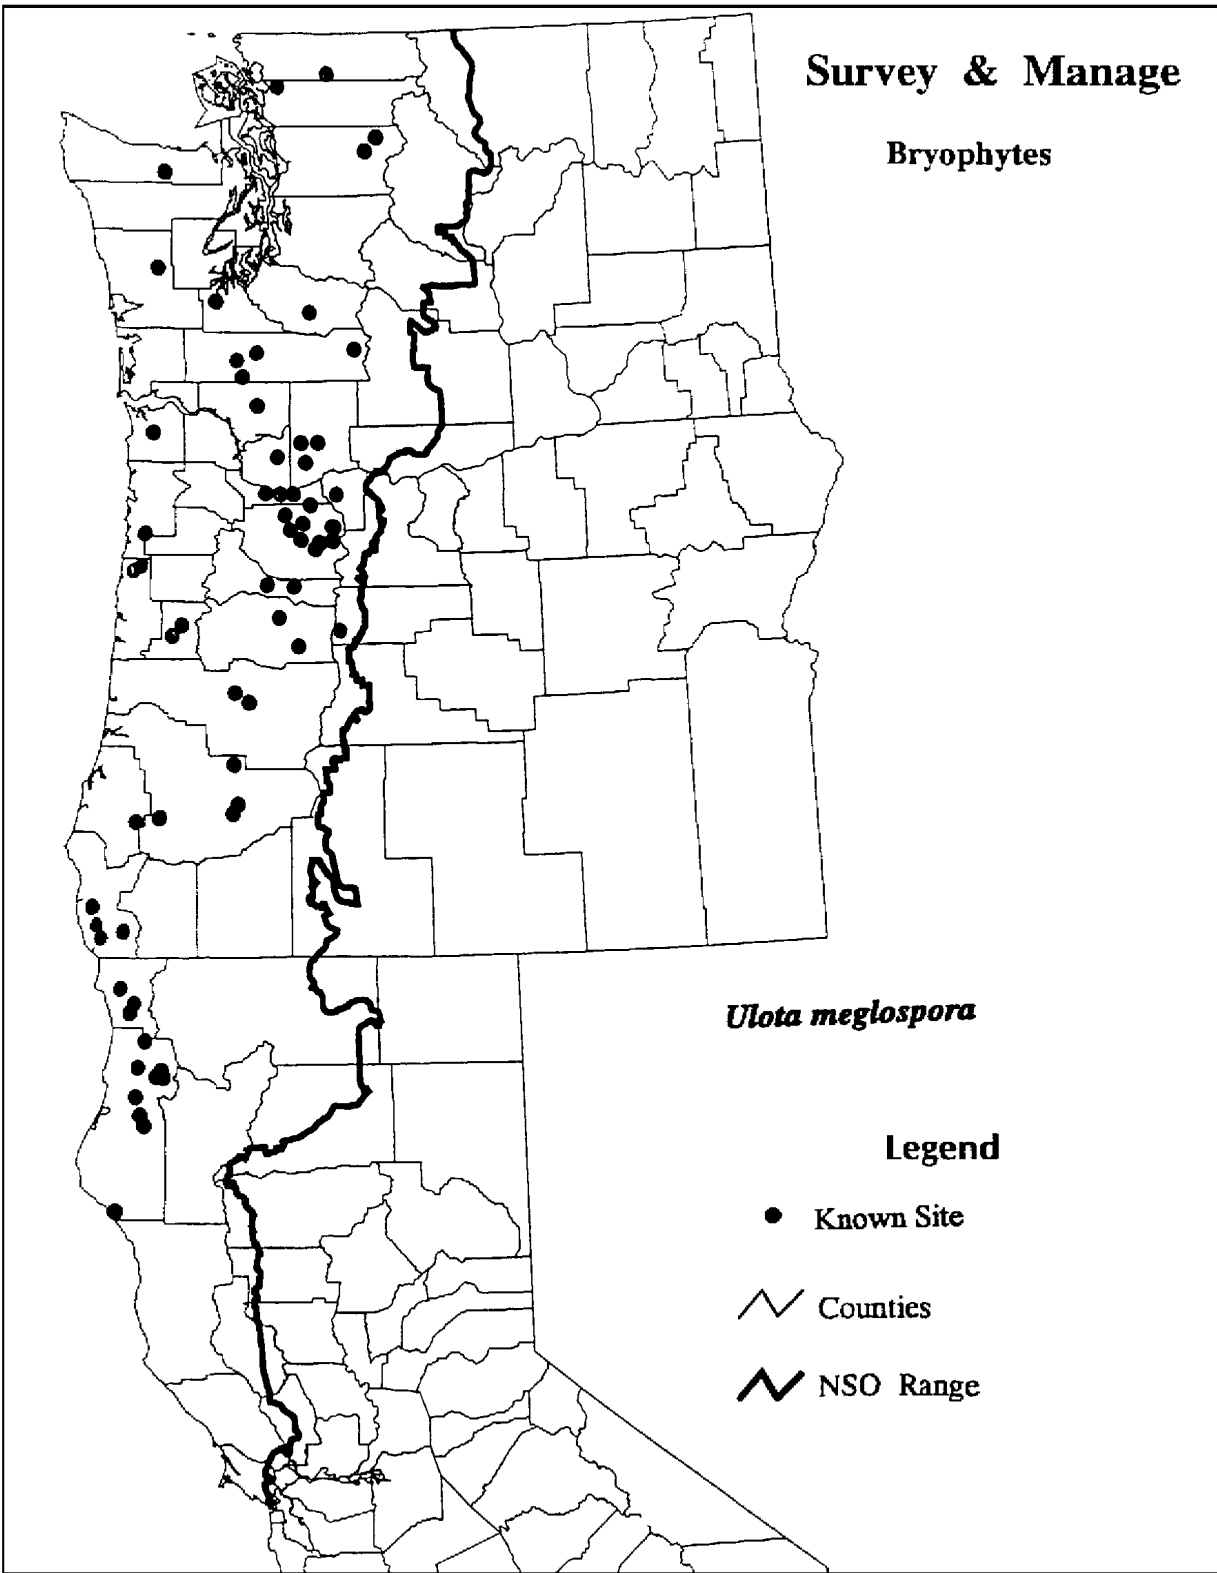 Survey & Manage
Bryophytes
Ulota meglospora
Legend
Known Site
Counties
NSO Range